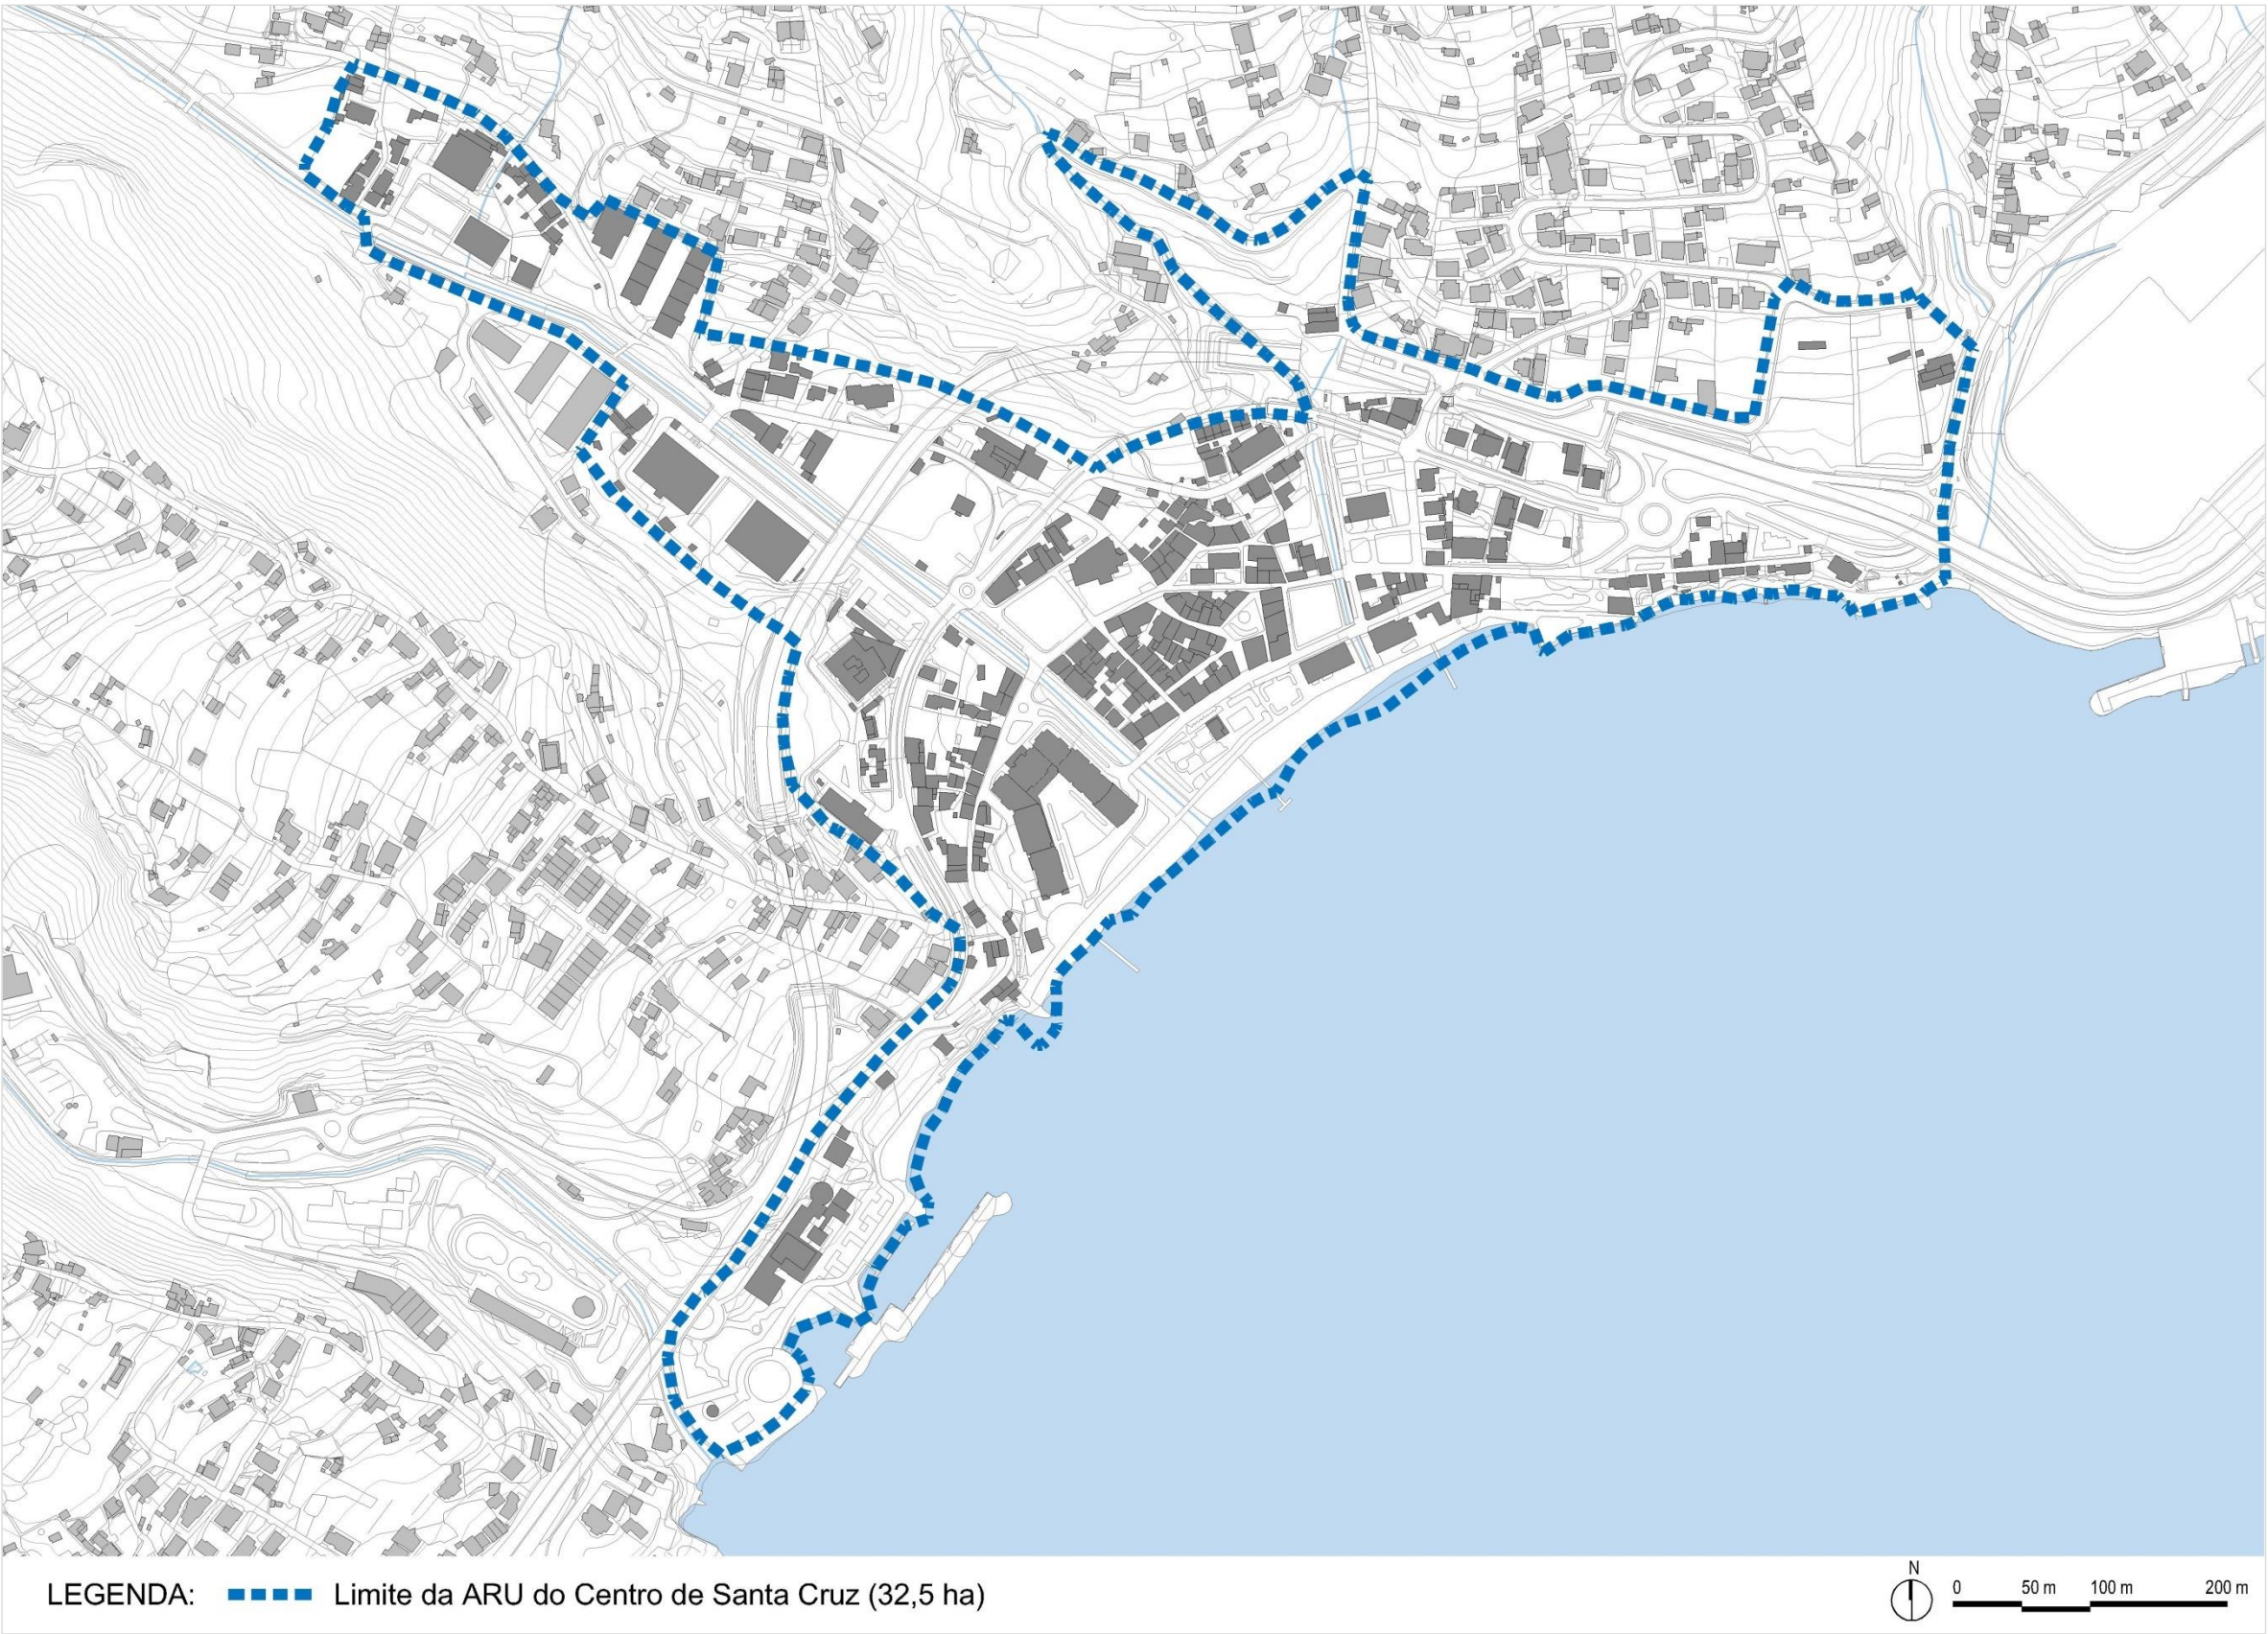 LEGENDA: Limite da ARU do Centro de Santa Cruz (32,5 ha)
N
0 50 m 100 m 200 m